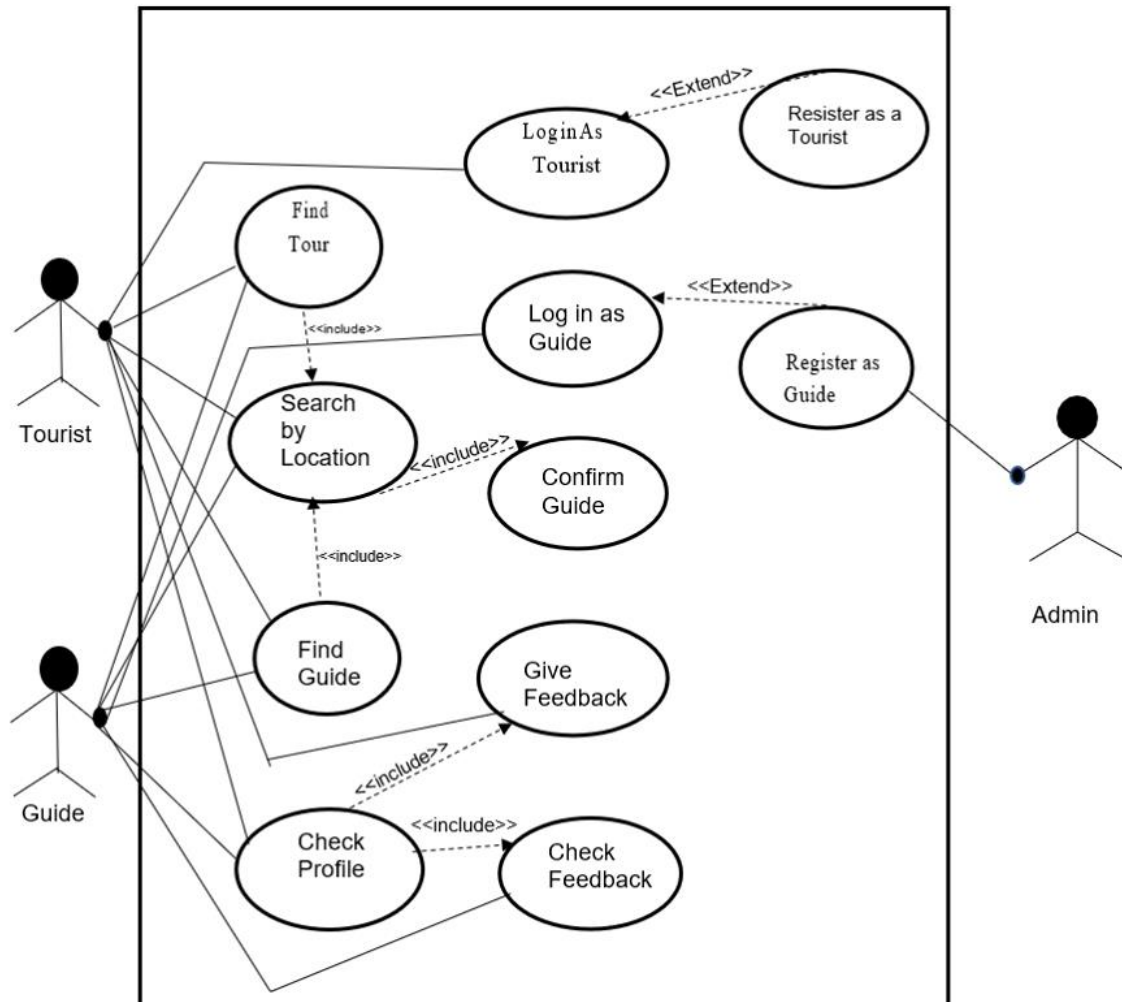 <<Extend>>
Resister as a
Tourist
LoginAs
Tourist
Find
Tour
<<Extend>>
Log in as
Guide
<<include>>
Register as
Guide
Search
by
Location
Tourist
<<include>>
Confirm
Guide
<<include>>
Admin
Find
Guide
Give
Feedback
<<include>>
Guide
<<include>>
Check
Profile
Check
Feedback